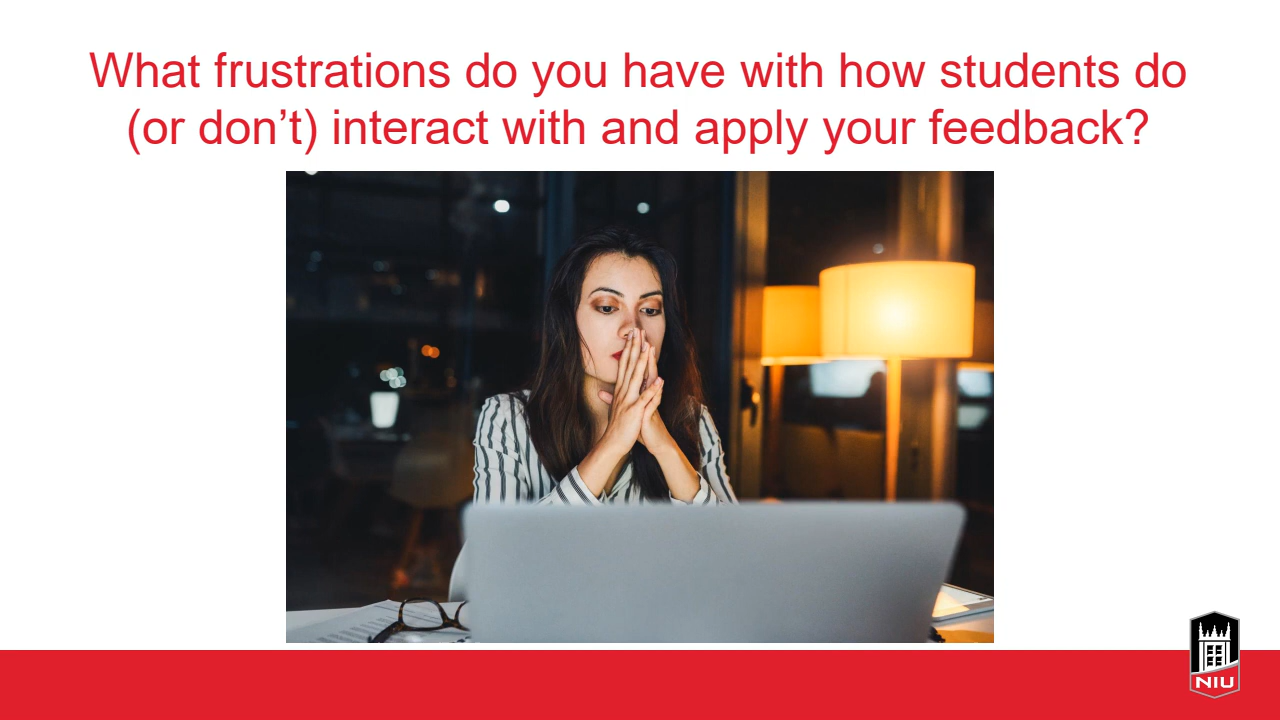 What frustrations do you have with how students do
(or don’t) interact with and apply your feedback?
NIU